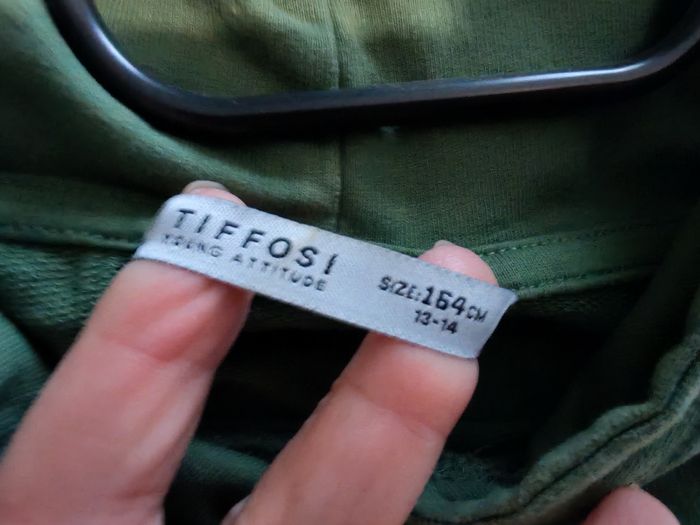 TIFFOSI
YOUNG ATTITUDE
SIZE: 164CM
13-14